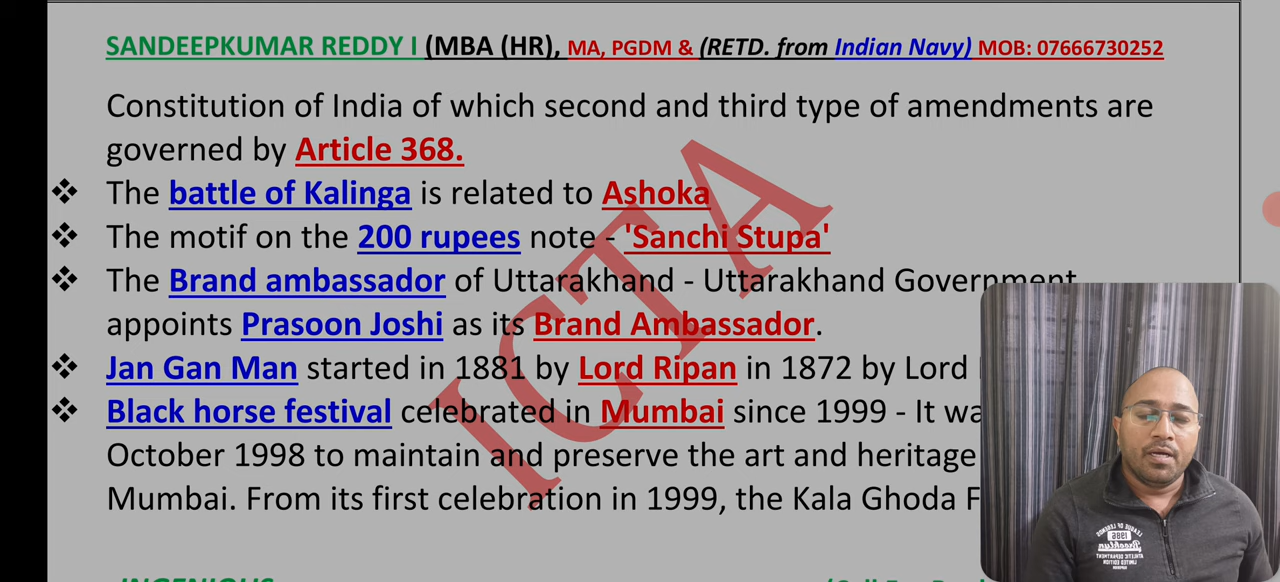 SANDEEPKUMAR REDDY I (MBA (HR), MA, PGDM & (RETD. from Indian Navy) MOB: 07666730252
Constitution of India of which second and third type of amendments are
governed by Article 368.
❖ The battle of Kalinga is related to Ashoka
❖ The motif on the 200 rupees note - 'Sanchi Stupa'
❖ The Brand ambassador of Uttarakhand - Uttarakhand Government
appoints Prasoon Joshi as its Brand Ambassador.
❖ Jan Gan Man started in 1881 by Lord Ripan in 1872 by Lord
❖ Black horse festival celebrated in Mumbai since 1999 - It wa
October 1998 to maintain and preserve the art and heritage
Mumbai. From its first celebration in 1999, the Kala Ghoda F
ICTA
INGENIOUS
1986
Brooklyn